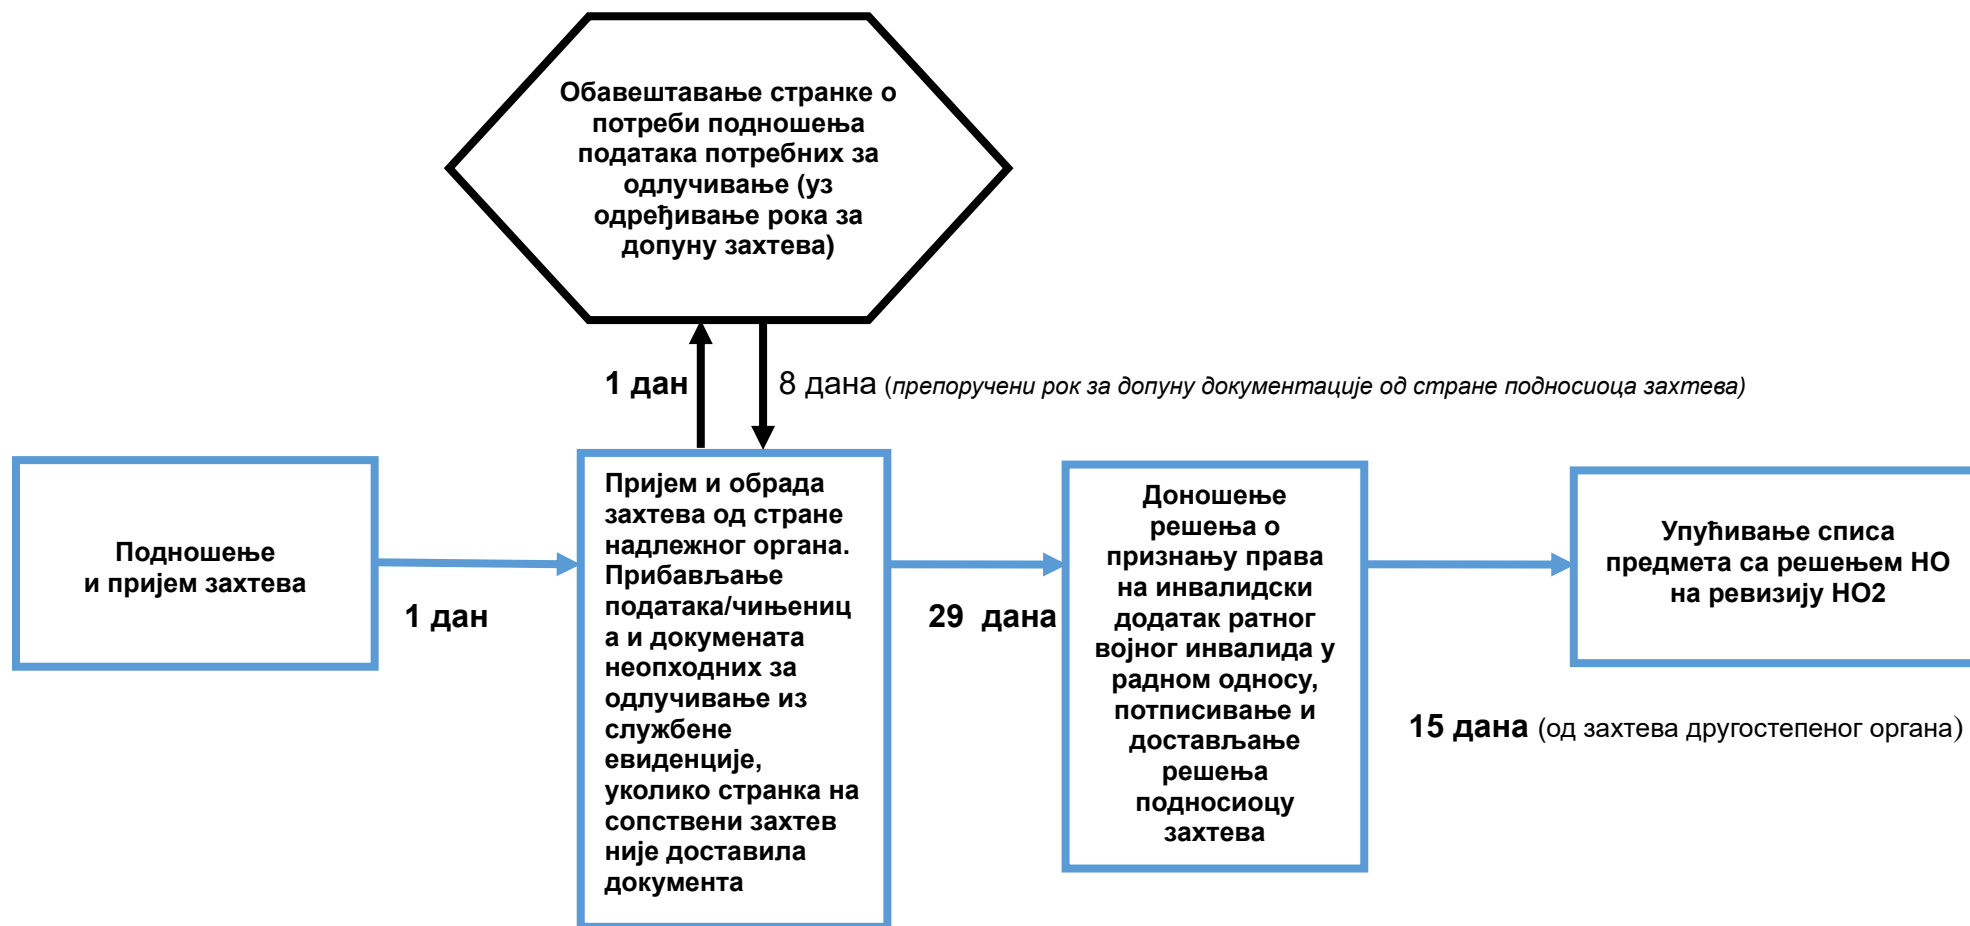 Обавештавање странке о
потреби подношења
података потребних за
одлучивање (уз
одређивање рока за
допуну захтева)
1 дан
8 дана (препоручени рок за допуну документације од стране подносиоца захтева)
Подношење
и пријем захтева
1 дан
Пријем и обрада
захтева од стране
надлежног органа.
Прибављање
података/чињениц
а и докумената
неопходних за
одлучивање из
службене
евиденције,
уколико странка на
сопствени захтев
није доставила
документа
29 дана
Доношење
решења о
признању права
на инвалидски
додатак ратног
војног инвалида у
радном односу,
потписивање и
достављање
решења
подносиоцу
захтева
Упућивање списа
предмета са решењем НО
на ревизију НО2
15 дана (од захтева другостепеног органа)